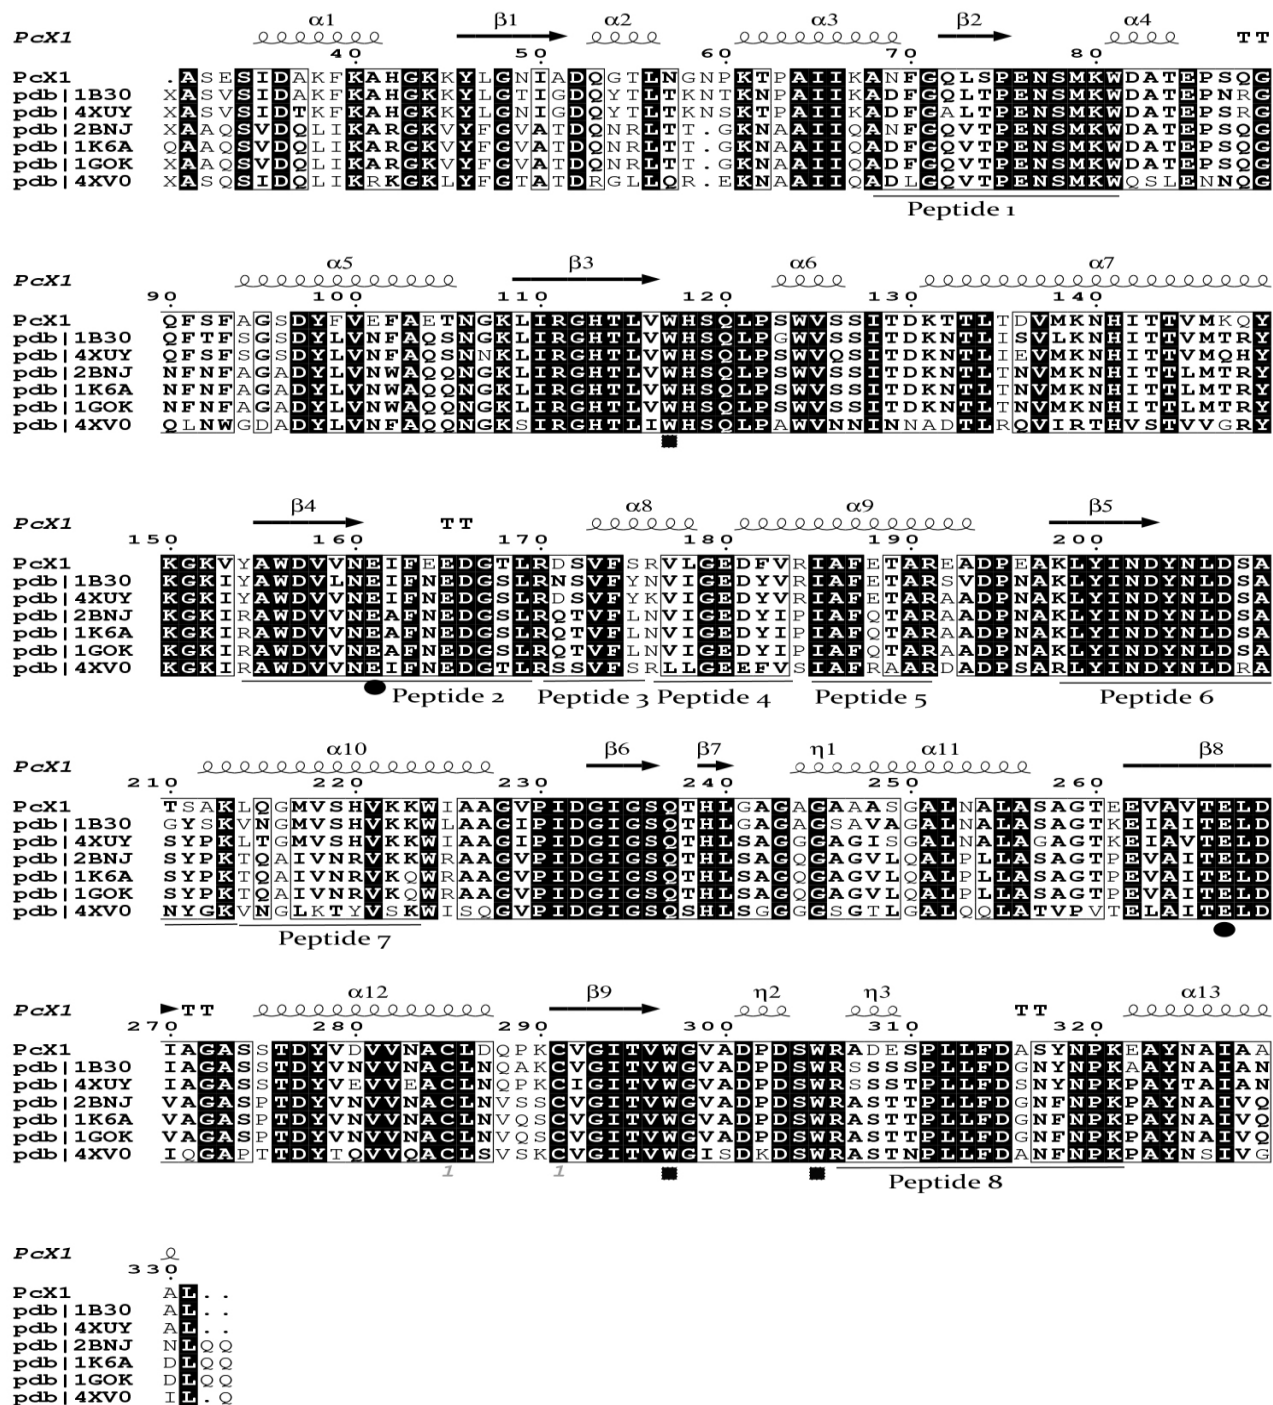 PcX1 α1 β1 α2 α3 β2 α4 TT
40 50 60 70 80
PcX1 .ASESIDAKFKAHGKKYLGNIADQGTLNGNPKTPAIIKANFGQLSPENSMKWDATEPSQG
pdb|1B30 XASVSIDAKFKAHGKKYLGTIGDQYTLTKNTKNPAIIKADFGQLTPENSMKWDATEPNRG
pdb|4XUY XASVSIDTKFKAHGKKYLGNIGDQYTLTKNSKTPAIIKADFGALTPENSMKWDATEPSRG
pdb|2BNJ XAAQSVDQLIKARGKVYFGVATDQNRLTT.GKNAAIIQANFGQVTPENSMKWDATEPSQG
pdb|1K6A QAAQSVDQLIKARGKVYFGVATDQNRLTT.GKNAAIIQADFGQVTPENSMKWDATEPSQG
pdb|1GOK XAAQSVDQLIKARGKVYFGVATDQNRLTT.GKNAAIIQADFGQVTPENSMKWDATEPSQG
pdb|4XV0 XASQSIDQLIKRKGKLYFGTATDRGLLQR.EKNAAIIQADLGQVTPENSMKWQSLENNQG
Peptide 1
PcX1 α5 β3 α6 α7
90 100 110 120 130 140
PcX1 QFSFAGSDYFVEFAETNGKLIRGHTLVWHSQLPSWVSSITDKTTLTDVMKNHITTVMKQY
pdb|1B30 QFTFSGSDYLVNFAQSNGKLIRGHTLVWHSQLPGWVSSITDKNTLISVLKNHITTVMTRY
pdb|4XUY QFSFSGSDYLVNFAQSNNKLIRGHTLVWHSQLPSWVQSITDKNTLIEVMKNHITTVMQHY
pdb|2BNJ NFNFAGADYLVNWAQQNGKLIRGHTLVWHSQLPSWVSSITDKNTLTNVMKNHITTLMTRY
pdb|1K6A NFNFAGADYLVNWAQQNGKLIRGHTLVWHSQLPSWVSSITDKNTLTNVMKNHITTLMTRY
pdb|1GOK NFNFAGADYLVNWAQQNGKLIRGHTLVWHSQLPSWVSSITDKNTLTNVMKNHITTLMTRY
pdb|4XV0 QLNWGDADYLVNFAQQNGKSIRGHTLIWHSQLPAWVNNINNADTLRQVIRTHVSTVVGRY
PcX1 β4 TT α8 α9 β5
150 160 170 180 190 200
PcX1 KGKVYAWDVVNEIFEEDGTLRDSVFSRVLGEDFVRIAFETAREADPEAKLYINDYNLDSA
pdb|1B30 KGKIYAWDVLNEIFNEDGSLRNSVFYNVIGEDYVRIAFETARSVDPNAKLYINDYNLDSA
pdb|4XUY KGKIYAWDVVNEIFNEDGSLRDSVFYKVIGEDYVRIAFETARAADPNAKLYINDYNLDSA
pdb|2BNJ KGKIRAWDVVNEAFNEDGSLRQTVFLNVIGEDYIPIAFQTARAADPNAKLYINDYNLDSA
pdb|1K6A KGKIRAWDVVNEAFNEDGSLRQTVFLNVIGEDYIPIAFQTARAADPNAKLYINDYNLDSA
pdb|1GOK KGKIRAWDVVNEAFNEDGSLRQTVFLNVIGEDYIPIAFQTARAADPNAKLYINDYNLDSA
pdb|4XV0 KGKIRAWDVVNEIFNEDGTLRSSVFSRLLGEEFVSIAFRAARDADPSARLYINDYNLDRA
Peptide 2 Peptide 3 Peptide 4 Peptide 5 Peptide 6
PcX1 α10 β6 β7 η1 α11 β8
210 220 230 240 250 260
PcX1 TSAKLQGMVSHVKKWIAAGVPIDGIGSQTHLGAGAGAAASGALNALASAGTEEVAVTELD
pdb|1B30 GYSKVNGMVSHVKKWLAAGIPIDGIGSQTHLGAGAGSAVAGALNALASAGTKEIAITELD
pdb|4XUY SYPKLTGMVSHVKKWIAAGIPIDGIGSQTHLSAGGGAGISGALNALAGAGTKEIAVTELD
pdb|2BNJ SYPKTQAIVNRVKKWRAAGVPIDGIGSQTHLSAGQGAGVLQALPLLASAGTPEVAITELD
pdb|1K6A SYPKTQAIVNRVKQWRAAGVPIDGIGSQTHLSAGQGAGVLQALPLLASAGTPEVAITELD
pdb|1GOK SYPKTQAIVNRVKKWRAAGVPIDGIGSQTHLSAGQGAGVLQALPLLASAGTPEVAITELD
pdb|4XV0 NYGKVNGLKTYVSKWISQGVPIDGIGSQSHLSGGGGSGTLGALQQLATVPVTELAITELD
Peptide 7
PcX1 TT α12 β9 η2 η3 TT α13
270 280 290 300 310 320
PcX1 IAGASSTDYVDVVNACLDQPKCVGITVWGVADPDSWRADESPLLFDASYNPKEAYNAIAA
pdb|1B30 IAGASSTDYVNVVNACLNQAKCVGITVWGVADPDSWRSSSSPLLFDGNYNPKAAYNAIAN
pdb|4XUY IAGASSTDYVEVVEACLNQPKCIGITVWGVADPDSWRSSSTPLLFDSNYNPKPAYTAIAN
pdb|2BNJ VAGASPTDYVNVVNACLNVSSCVGITVWGVADPDSWRASTTPLLFDGNFNPKPAYNAIVQ
pdb|1K6A VAGASPTDYVNVVNACLNVSSCVGITVWGVADPDSWRASTTPLLFDGNFNPKPAYNAIVQ
pdb|1GOK VAGASPTDYVNVVNACLNVQSCVGITVWGVADPDSWRASTTPLLFDGNFNPKPAYNAIVQ
pdb|4XV0 IQGAPTTDYTQVVQACLSVSKCVGITVWGISDKDSWRASTNPLLFDANFNPKPAYNSIVG
1 1 Peptide 8
PcX1
330
PcX1 AL..
pdb|1B30 AL..
pdb|4XUY AL..
pdb|2BNJ NLQQ
pdb|1K6A DLQQ
pdb|1GOK DLQQ
pdb|4XV0 IL.Q